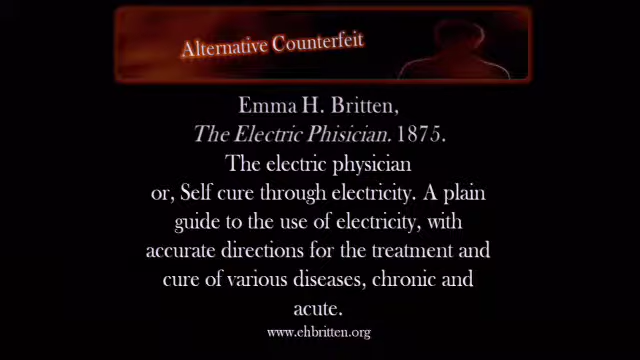 Alternative Counterfeit
Emma H. Britten,
The Electric Phisician. 1875.
The electric physician
or, Self cure through electricity. A plain
guide to the use of electricity, with
accurate directions for the treatment and
cure of various diseases, chronic and
acute.
www.ehbritten.org